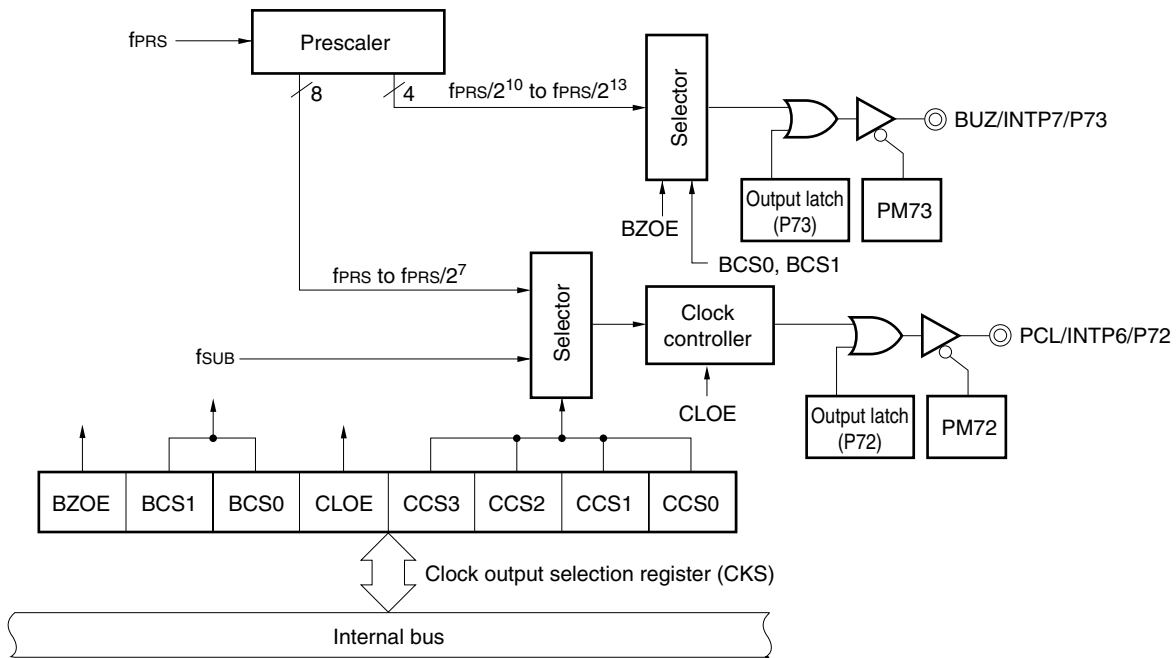 fPRS
Prescaler
8
4
fPRS/2^10 to fPRS/2^13
Selector
BUZ/INTP7/P73
BZOE
Output latch
(P73)
PM73
BCS0, BCS1
fPRS to fPRS/2^7
Selector
Clock
controller
fSUB
PCL/INTP6/P72
CLOE
Output latch
(P72)
PM72
BZOE BCS1 BCS0 CLOE CCS3 CCS2 CCS1 CCS0
Clock output selection register (CKS)
Internal bus